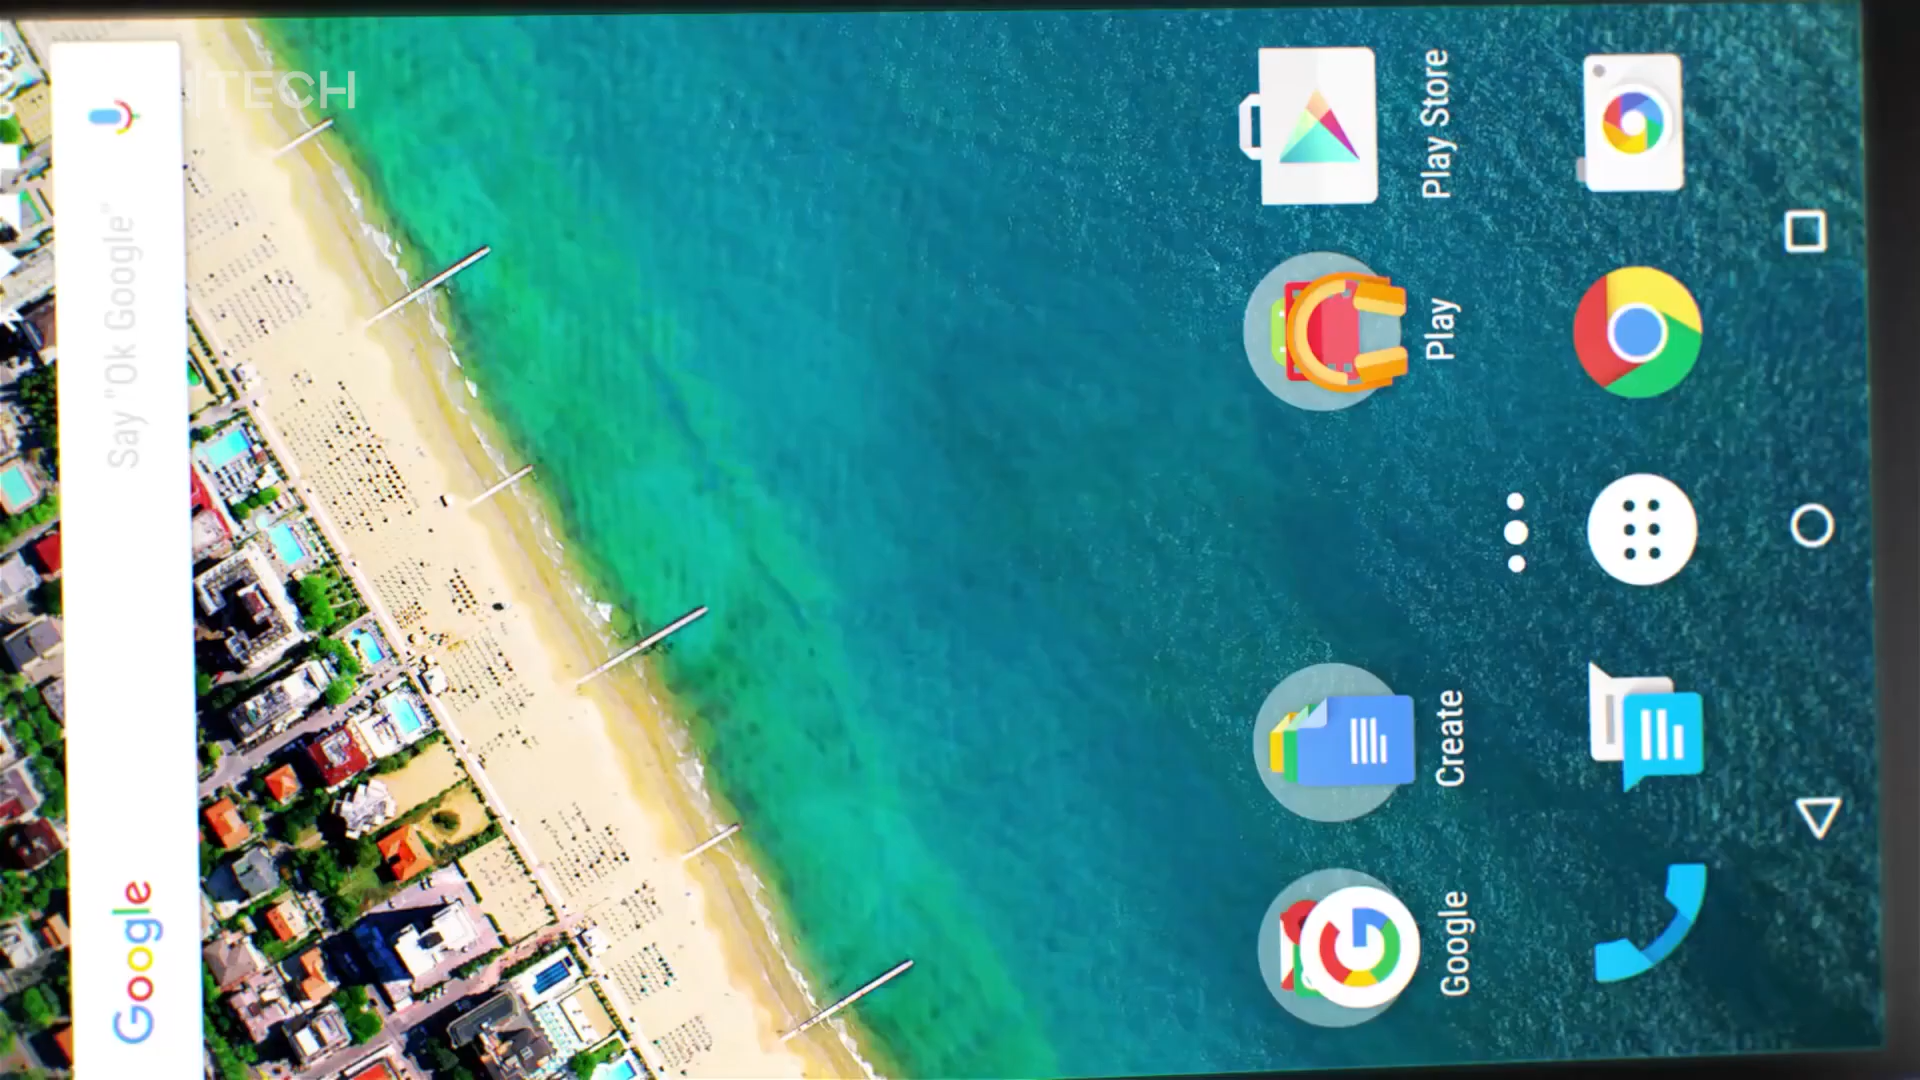 TECH
Google
Say "Ok Google"
Google
Create
Play
Play Store